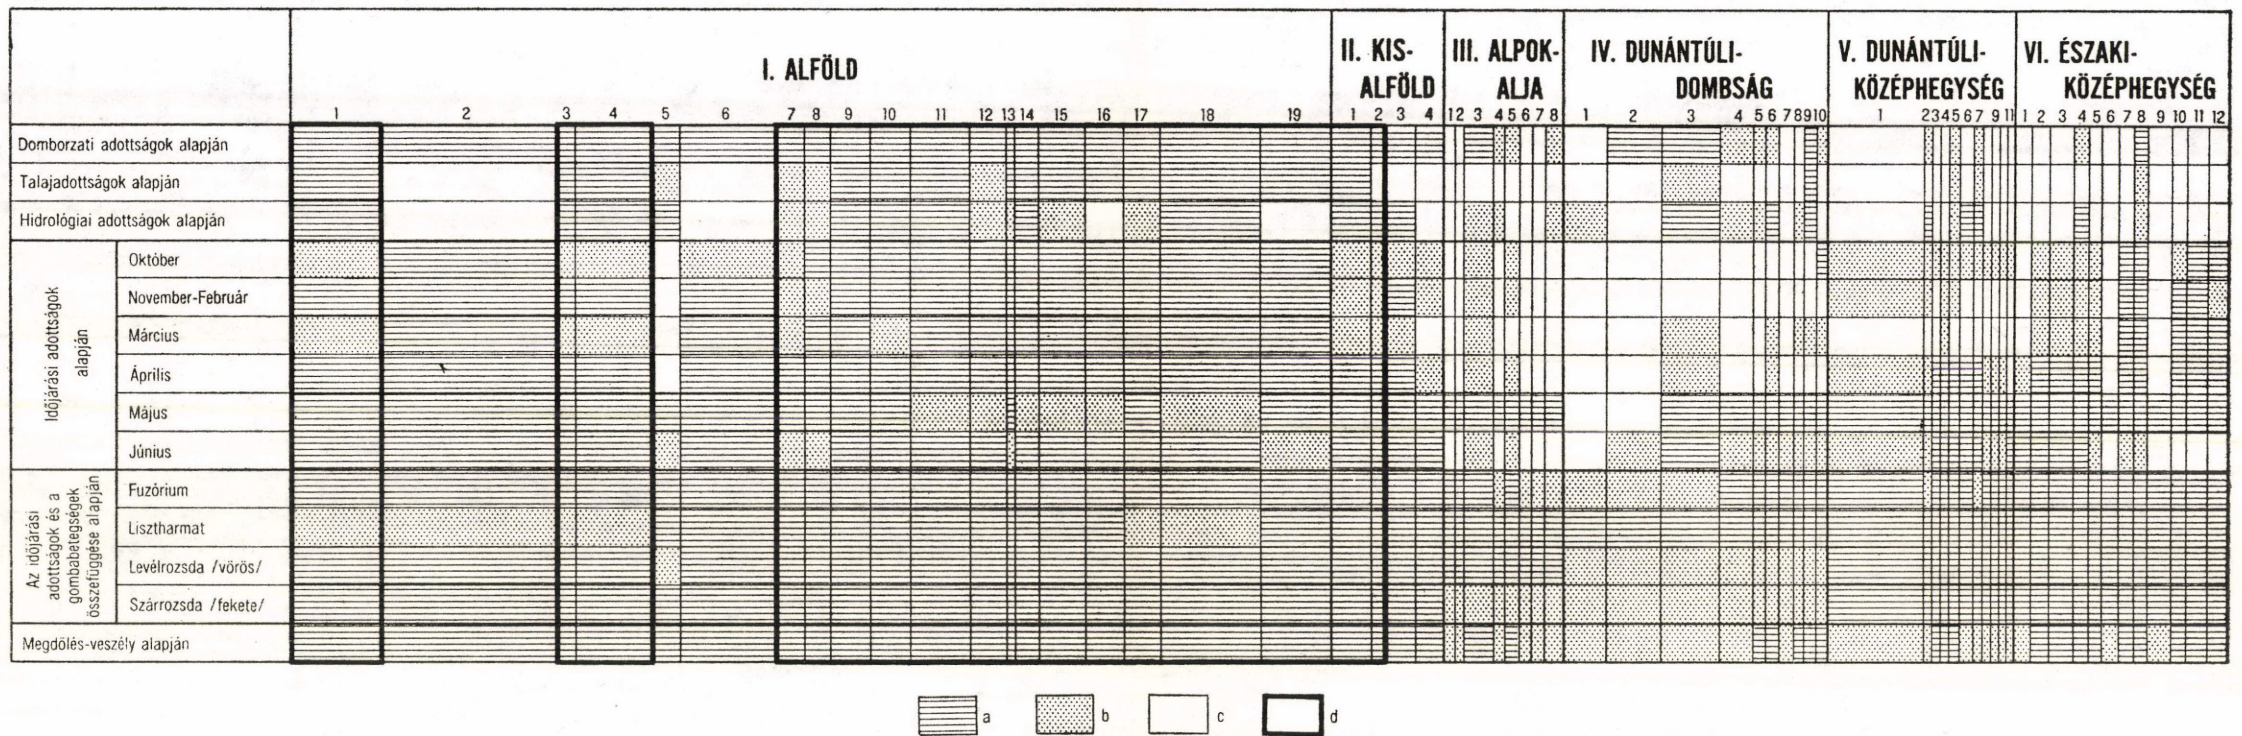 I. ALFÖLD
II. KIS-
ALFÖLD
III. ALPOK-
ALJA
IV. DUNÁNTÚLI-
DOMBSÁG
V. DUNÁNTÚLI-
KÖZÉPHEGYSÉG
VI. ÉSZAKI-
KÖZÉPHEGYSÉG
1 2 3 4 5 6 7 8 9 10 11 12 13 14 15 16 17 18 19 1 2 3 4 1 2 3 4 5 6 7 8 1 2 3 4 5 6 7 8 9 10 1 2 3 4 5 6 7 9 11 1 2 3 4 5 6 7 8 9 10 11 12
Domborzati adottságok alapján
Talajadottságok alapján
Hidrológiai adottságok alapján
Időjárási adottságok
alapján
Október
November-Február
Március
Április
Május
Június
Az időjárási
adottságok és a
gombabetegségek
összefüggése alapján
Fuzórium
Lisztharmat
Levélrozsda /vörös/
Szárrozsda /fekete/
Megdőlés-veszély alapján
a b c d